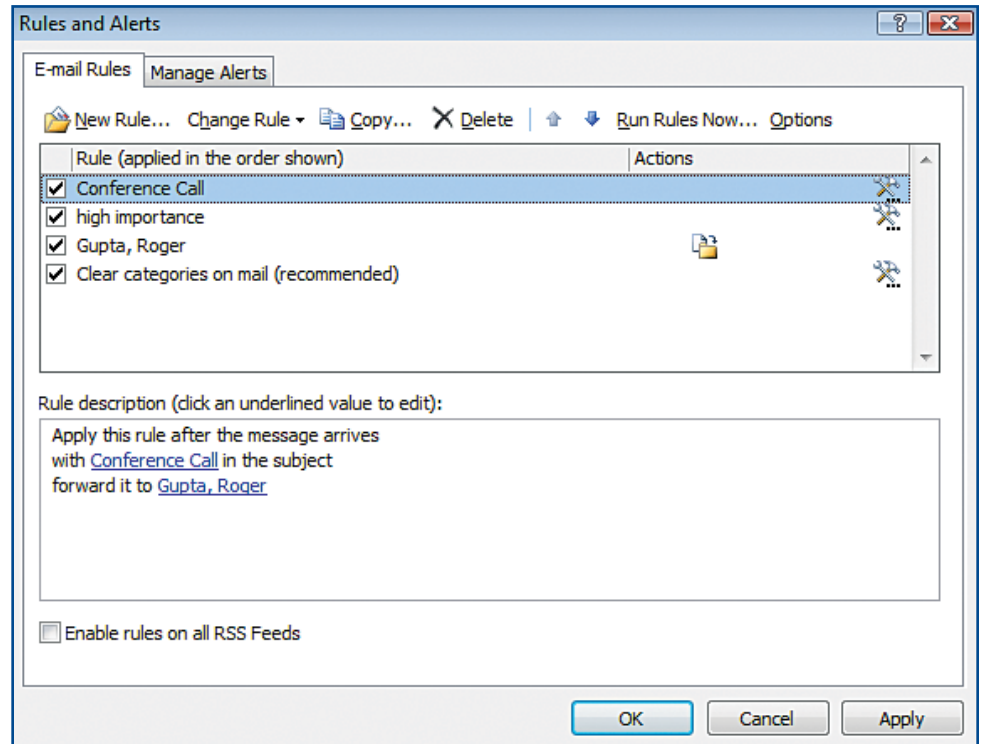 Rules and Alerts
E-mail Rules Manage Alerts
New Rule... Change Rule Copy... Delete Run Rules Now... Options
Rule (applied in the order shown) Actions
Conference Call
high importance
Gupta, Roger
Clear categories on mail (recommended)
Rule description (click an underlined value to edit):
Apply this rule after the message arrives
with Conference Call in the subject
forward it to Gupta, Roger
Enable rules on all RSS Feeds
OK Cancel Apply